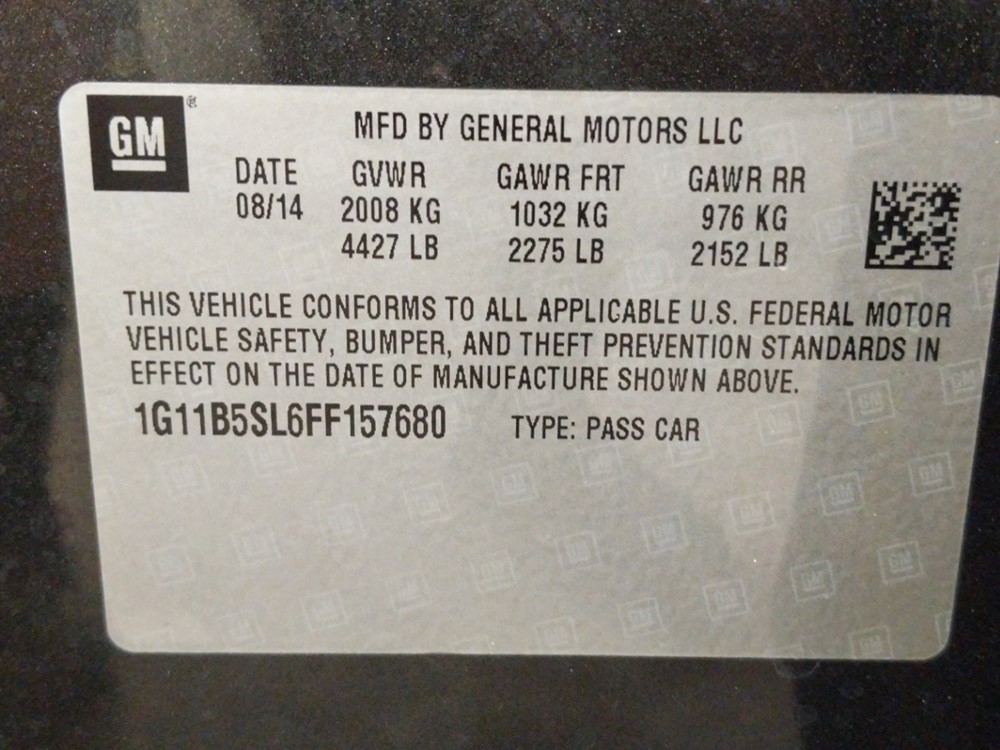 GM®
MFD BY GENERAL MOTORS LLC
DATE GVWR GAWR FRT GAWR RR
08/14 2008 KG 1032 KG 976 KG
4427 LB 2275 LB 2152 LB
THIS VEHICLE CONFORMS TO ALL APPLICABLE U.S. FEDERAL MOTOR
VEHICLE SAFETY, BUMPER, AND THEFT PREVENTION STANDARDS IN
EFFECT ON THE DATE OF MANUFACTURE SHOWN ABOVE.
1G11B5SL6FF157680 TYPE: PASS CAR